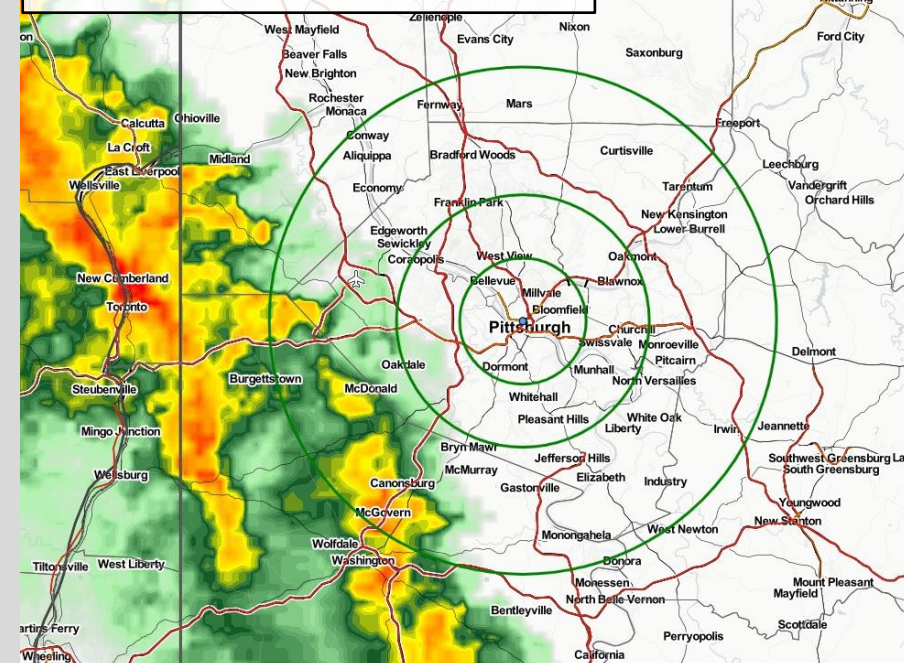 Zelienople
West Mayfield
Nixon
Evans City
Ford City
Beaver Falls
Saxonburg
New Brighton
Rochester
Monaca
Fernway
Mars
Calcutta
Ohioville
Freeport
Conway
La Croft
Aliquippa
Bradford Woods
Curtisville
Midland
Leechburg
East Liverpool
Wellsville
Economy
Tarentum
Vandergrift
Orchard Hills
Franklin Park
New Kensington
Lower Burrell
Edgeworth
Sewickley
Coraopolis
West View
Oakmont
New Cumberland
Bellevue
Blawnox
Millvale
Toronto
Bloomfield
Pittsburgh
Churchill
Swissvale
Monroeville
Delmont
Pitcairn
Oakdale
Dormont
Munhall
North Versailles
Burgettstown
Steubenville
McDonald
Whitehall
Pleasant Hills
White Oak
Liberty
Irwin
Jeannette
Mingo Junction
Bryn Mawr
Jefferson Hills
Southwest Greensburg La
McMurray
South Greensburg
Wellsburg
Canonsburg
Elizabeth
Industry
Gastonville
Youngwood
McGovern
New Stanton
West Newton
Monongahela
Wolfdale
Washington
Donora
Tiltonsville
West Liberty
Monessen
Mount Pleasant
Mayfield
North Belle Vernon
Bentleyville
Scottdale
artins Ferry
Perryopolis
Wheeling
California